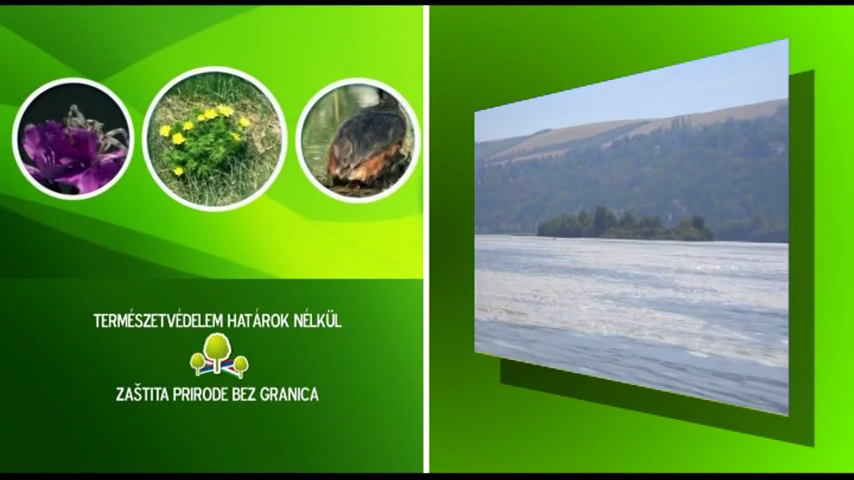 TERMÉSZETVÉDELEM HATÁROK NÉLKÜL
ZAŠTITA PRIRODE BEZ GRANICA